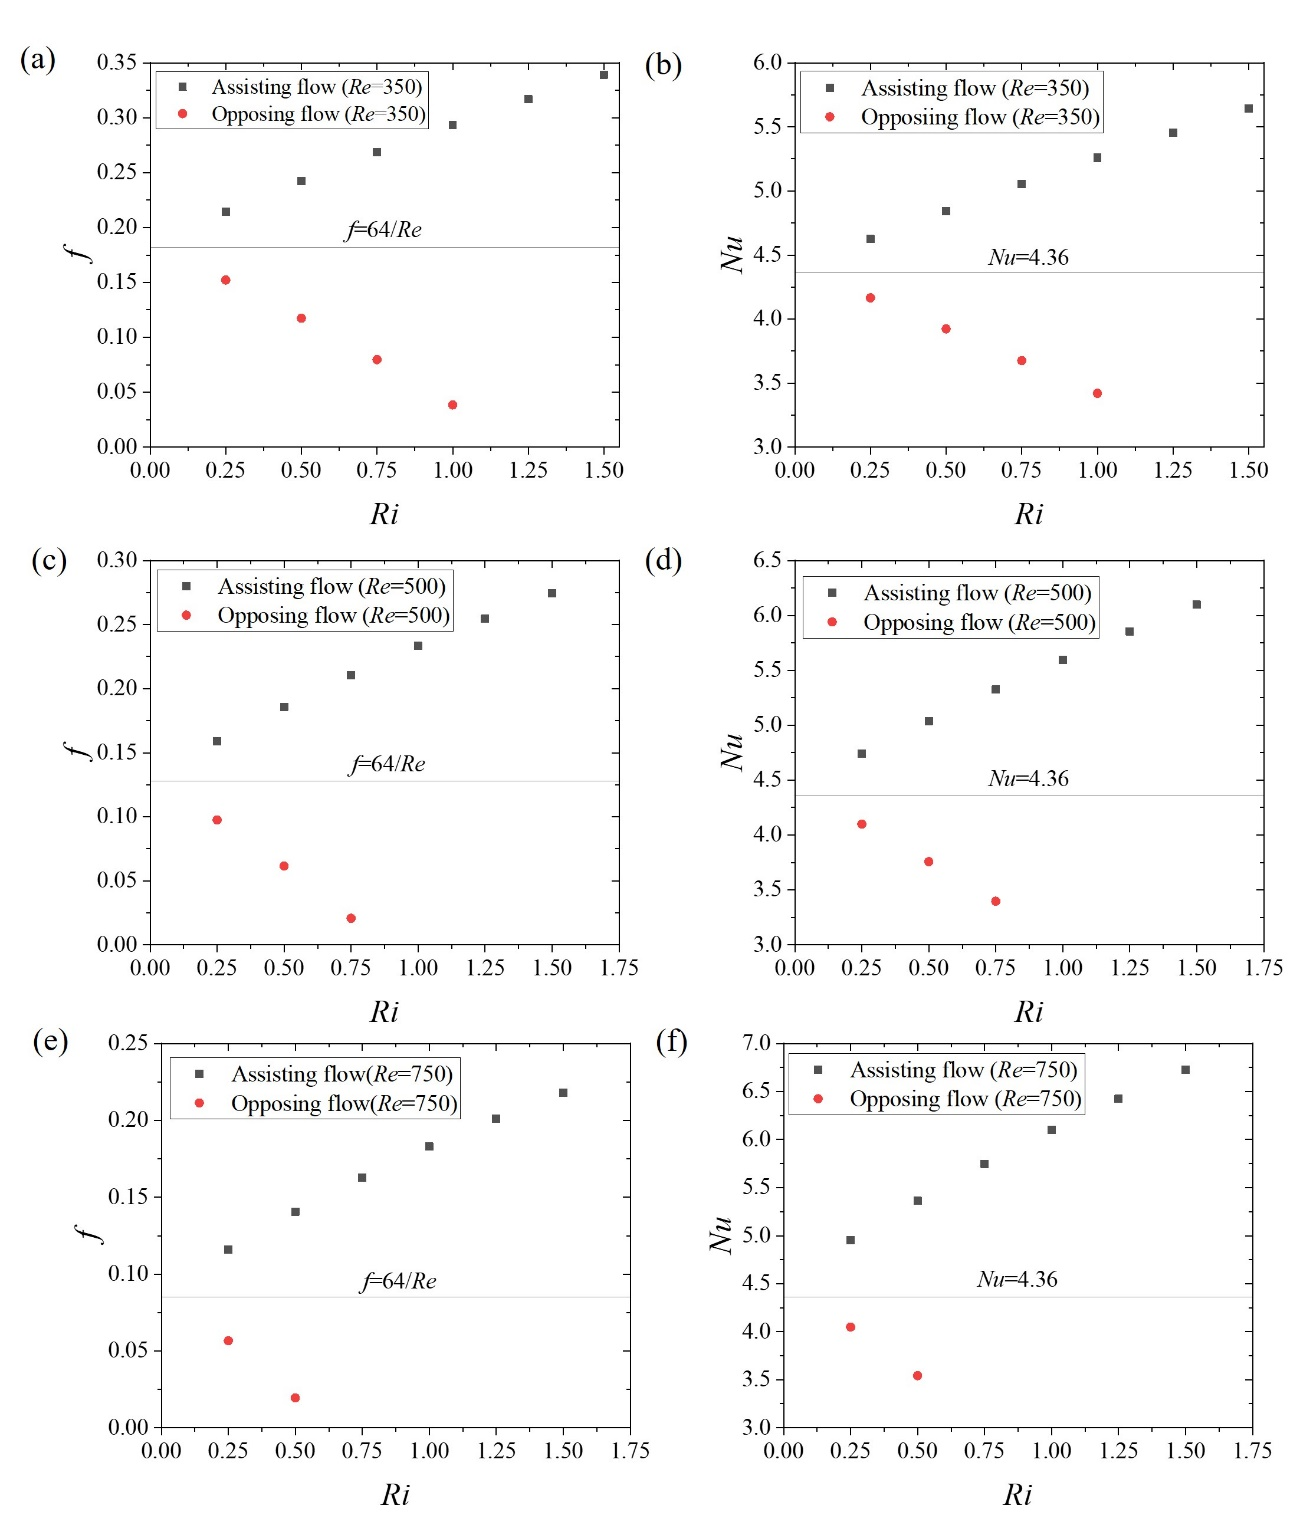 (a)
0.35
0.30
0.25
0.20
0.15
0.10
0.05
0.00
f
Assisting flow (Re=350)
Opposing flow (Re=350)
f=64/Re
0.00 0.25 0.50 0.75 1.00 1.25 1.50
Ri
(b)
6.0
5.5
5.0
4.5
4.0
3.5
3.0
Nu
Assisting flow (Re=350)
Opposiing flow (Re=350)
Nu=4.36
0.00 0.25 0.50 0.75 1.00 1.25 1.50
Ri
(c)
0.30
0.25
0.20
0.15
0.10
0.05
0.00
f
Assisting flow (Re=500)
Opposing flow (Re=500)
f=64/Re
0.00 0.25 0.50 0.75 1.00 1.25 1.50 1.75
Ri
(d)
6.5
6.0
5.5
5.0
4.5
4.0
3.5
3.0
Nu
Assisting flow (Re=500)
Opposing flow (Re=500)
Nu=4.36
0.00 0.25 0.50 0.75 1.00 1.25 1.50 1.75
Ri
(e)
0.25
0.20
0.15
0.10
0.05
0.00
f
Assisting flow(Re=750)
Opposing flow(Re=750)
f=64/Re
0.00 0.25 0.50 0.75 1.00 1.25 1.50 1.75
Ri
(f)
7.0
6.5
6.0
5.5
5.0
4.5
4.0
3.5
3.0
Nu
Assisting flow (Re=750)
Opposing flow (Re=750)
Nu=4.36
0.00 0.25 0.50 0.75 1.00 1.25 1.50 1.75
Ri